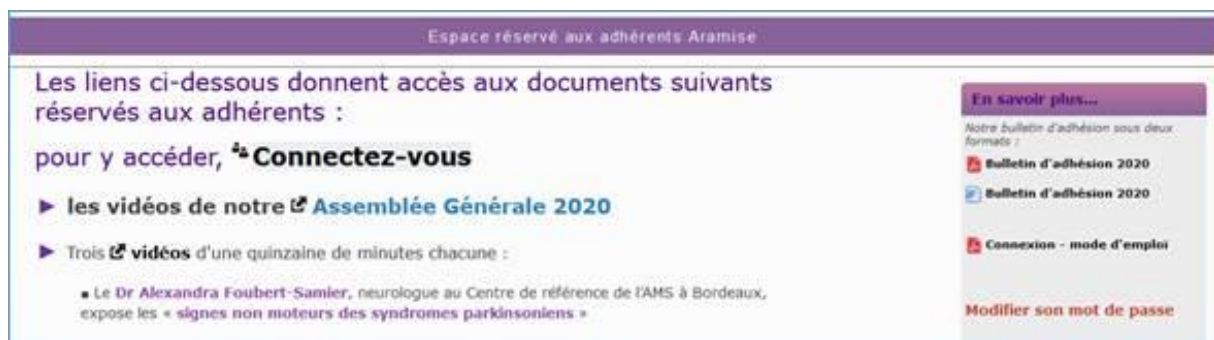 Espace réservé aux adhérents Aramise
Les liens ci-dessous donnent accès aux documents suivants
réservés aux adhérents :
pour y accéder, Connectez-vous
► les vidéos de notre Assemblée Générale 2020
► Trois vidéos d'une quinzaine de minutes chacune :
▪ Le Dr Alexandra Foubert-Samier, neurologue au Centre de référence de l'AMS à Bordeaux,
expose les « signes non moteurs des syndromes parkinsoniens »
En savoir plus...
Notre bulletin d'adhésion sous deux
formats :
Bulletin d'adhésion 2020
Bulletin d'adhésion 2020
Connexion - mode d'emploi
Modifier son mot de passe